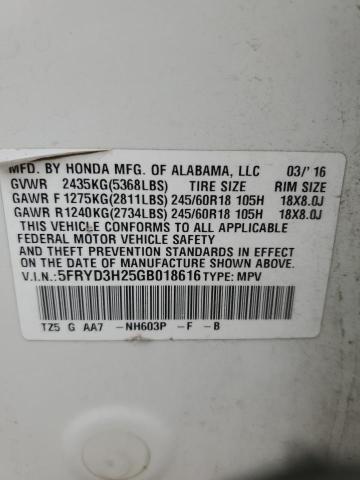 MFD. BY HONDA MFG. OF ALABAMA, LLC 03/'16
GVWR 2435KG(5368LBS) TIRE SIZE RIM SIZE
GAWR F 1275KG(2811LBS) 245/60R18 105H 18X8.0J
GAWR R 1240KG(2734LBS) 245/60R18 105H 18X8.0J
THIS VEHICLE CONFORMS TO ALL APPLICABLE
FEDERAL MOTOR VEHICLE SAFETY
AND THEFT PREVENTION STANDARDS IN EFFECT
ON THE DATE OF MANUFACTURE SHOWN
ABOVE.
V.I.N.:5FRYD3H25GB018616 TYPE: MPV
TZ5 G AA7 -NH603P -F -B